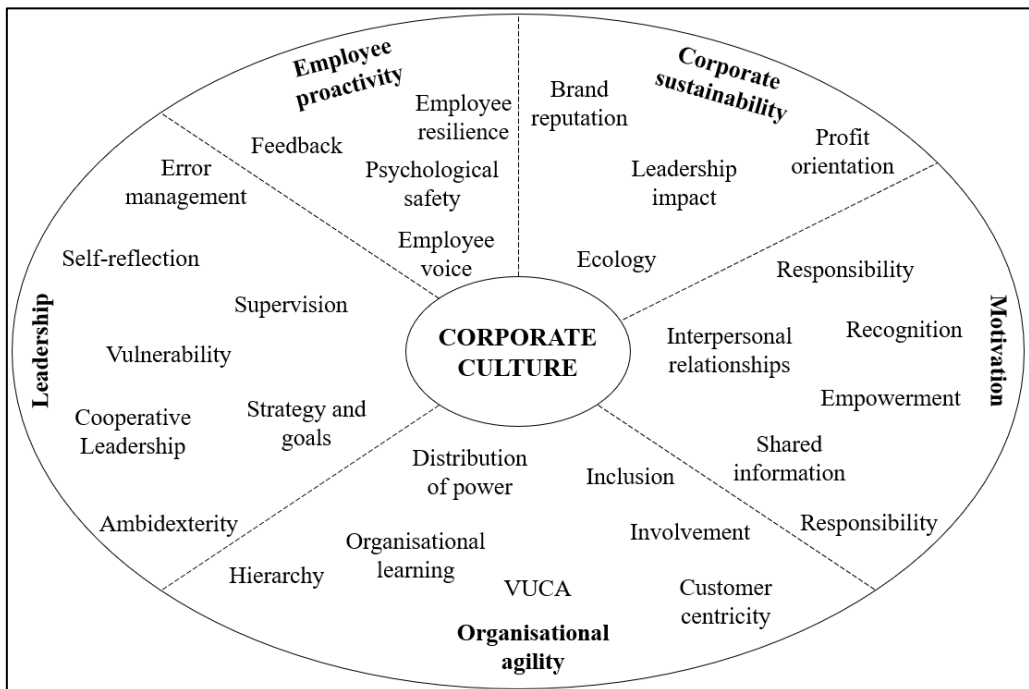 Employee
proactivity
Feedback
Employee
resilience
Psychological
safety
Employee
voice
Corporate
sustainability
Brand
reputation
Profit
orientation
Leadership
impact
Ecology
Error
management
Self-reflection
Supervision
Leadership
Vulnerability
Cooperative
Leadership
Strategy and
goals
Ambidexterity
CORPORATE
CULTURE
Responsibility
Interpersonal
relationships
Recognition
Motivation
Empowerment
Shared
information
Responsibility
Distribution
of power
Inclusion
Involvement
Hierarchy
Organisational
learning
VUCA
Customer
centricity
Organisational
agility